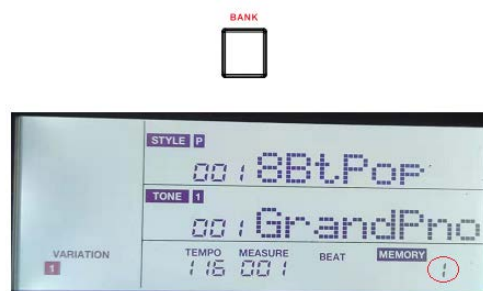 BANK
STYLE P
001 8BtPop
TONE 1
001 GrandPno
VARIATION TEMPO MEASURE BEAT MEMORY
1 116 001 1